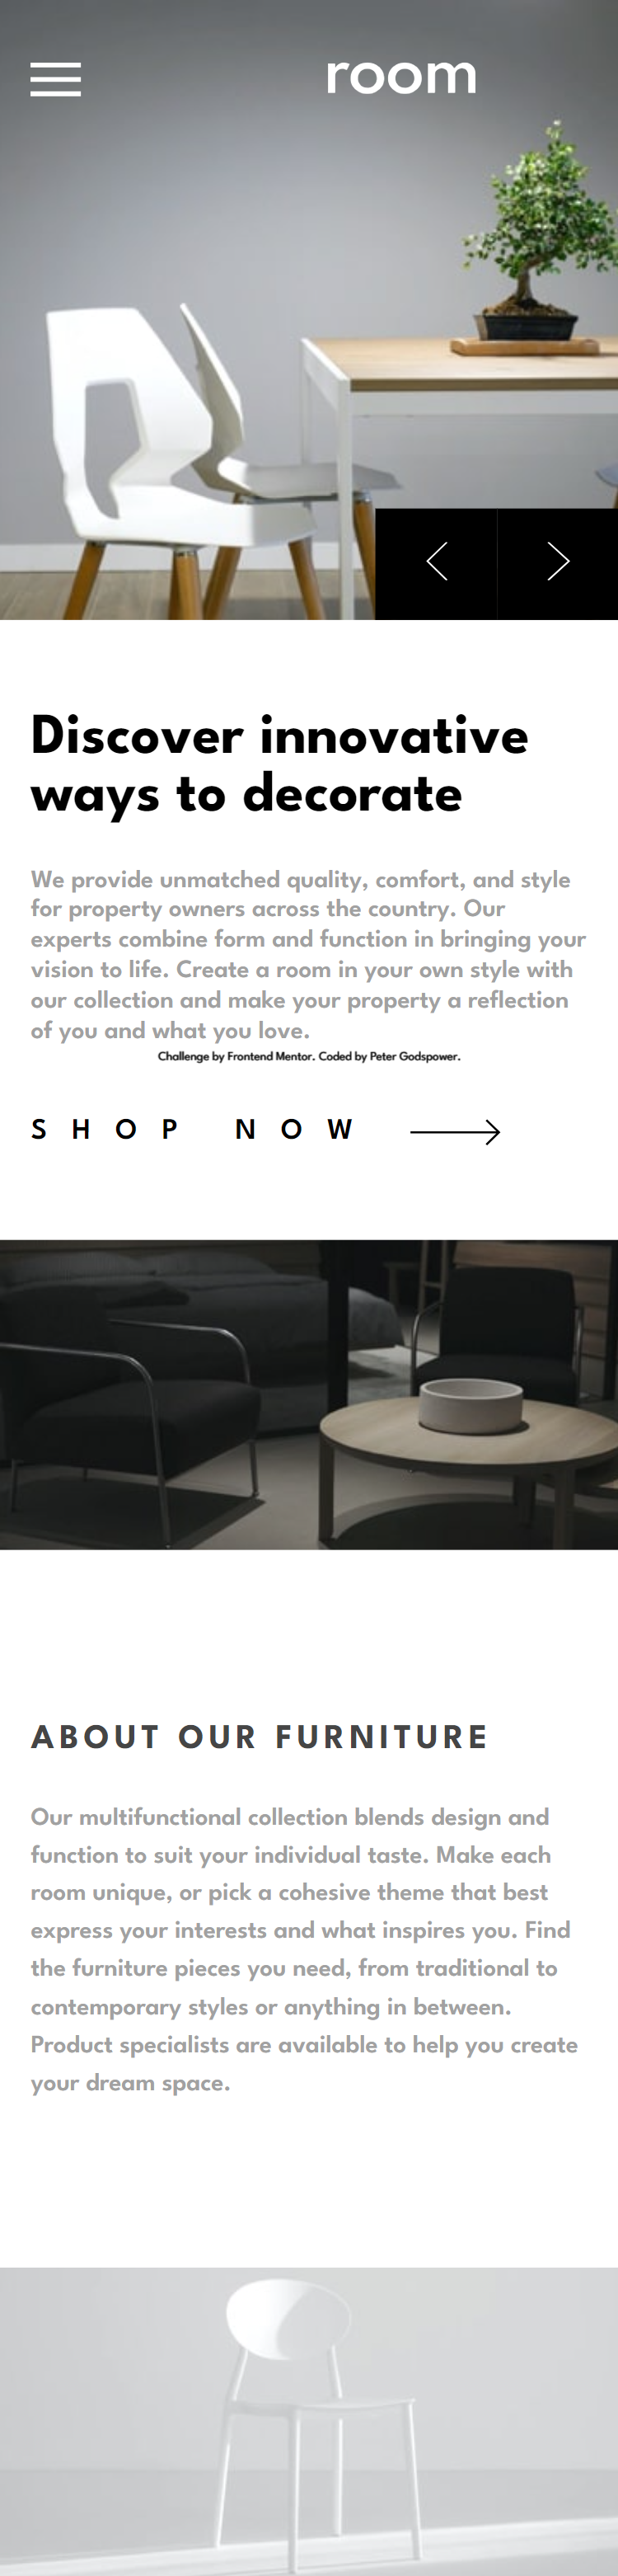 room
Discover innovative
ways to decorate
We provide unmatched quality, comfort, and style
for property owners across the country. Our
experts combine form and function in bringing your
vision to life. Create a room in your own style with
our collection and make your property a reflection
of you and what you love.
Challenge by Frontend Mentor. Coded by Peter Godspower.
SHOP NOW
ABOUT OUR FURNITURE
Our multifunctional collection blends design and
function to suit your individual taste. Make each
room unique, or pick a cohesive theme that best
express your interests and what inspires you. Find
the furniture pieces you need, from traditional to
contemporary styles or anything in between.
Product specialists are available to help you create
your dream space.